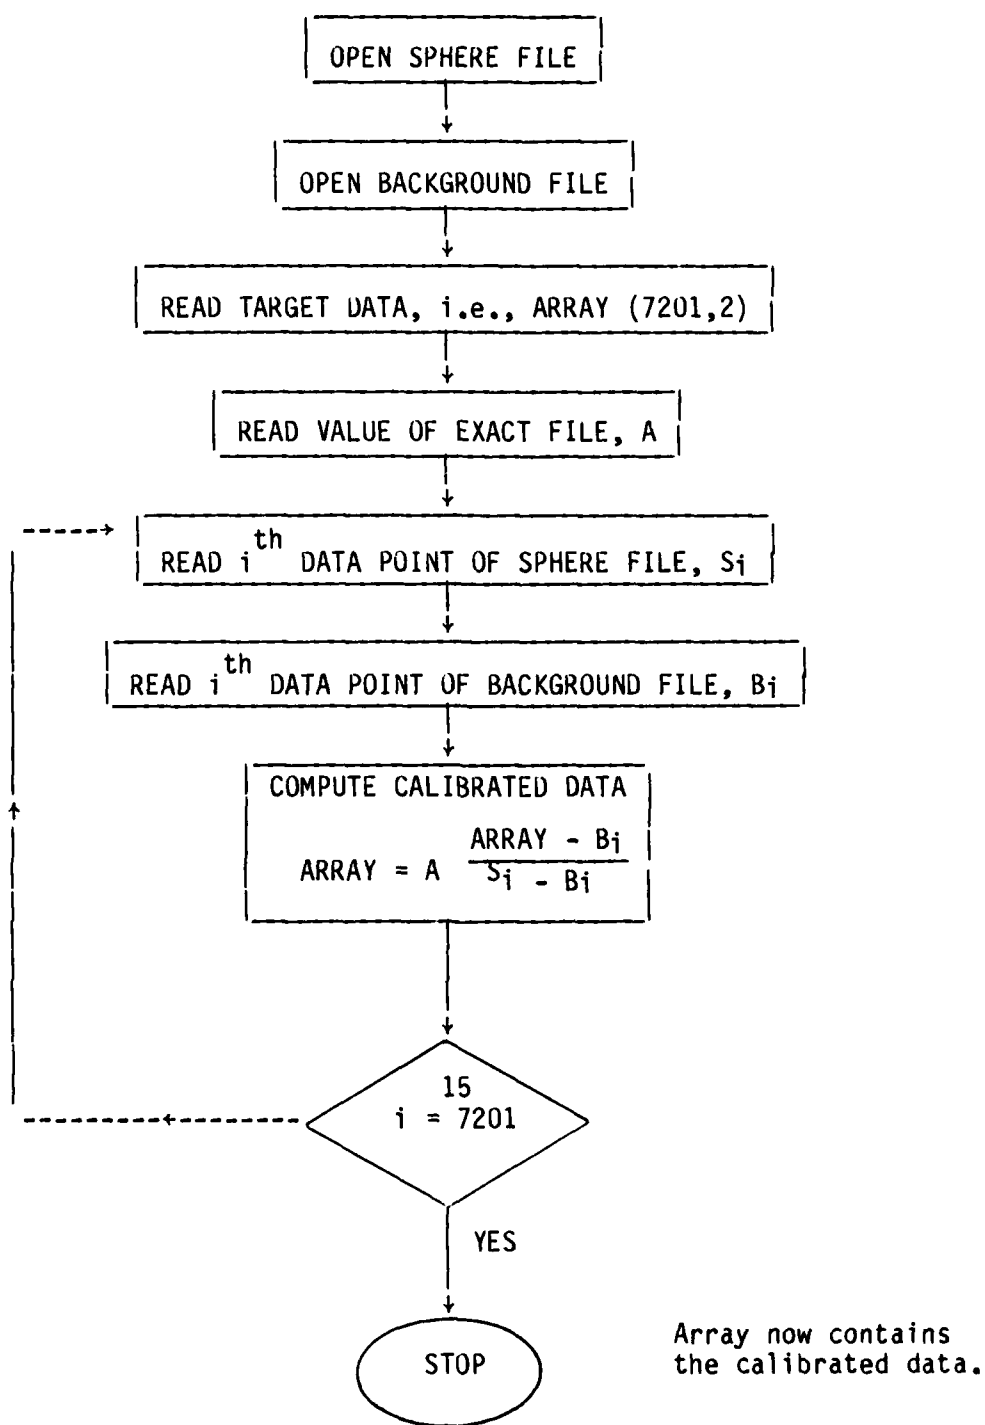 OPEN SPHERE FILE
OPEN BACKGROUND FILE
READ TARGET DATA, i.e., ARRAY (7201,2)
READ VALUE OF EXACT FILE, A
READ i th DATA POINT OF SPHERE FILE, Si
READ i th DATA POINT OF BACKGROUND FILE, Bi
COMPUTE CALIBRATED DATA
ARRAY = A ARRAY - Bi
Si - Bi
15
i = 7201
YES
STOP
Array now contains
the calibrated data.